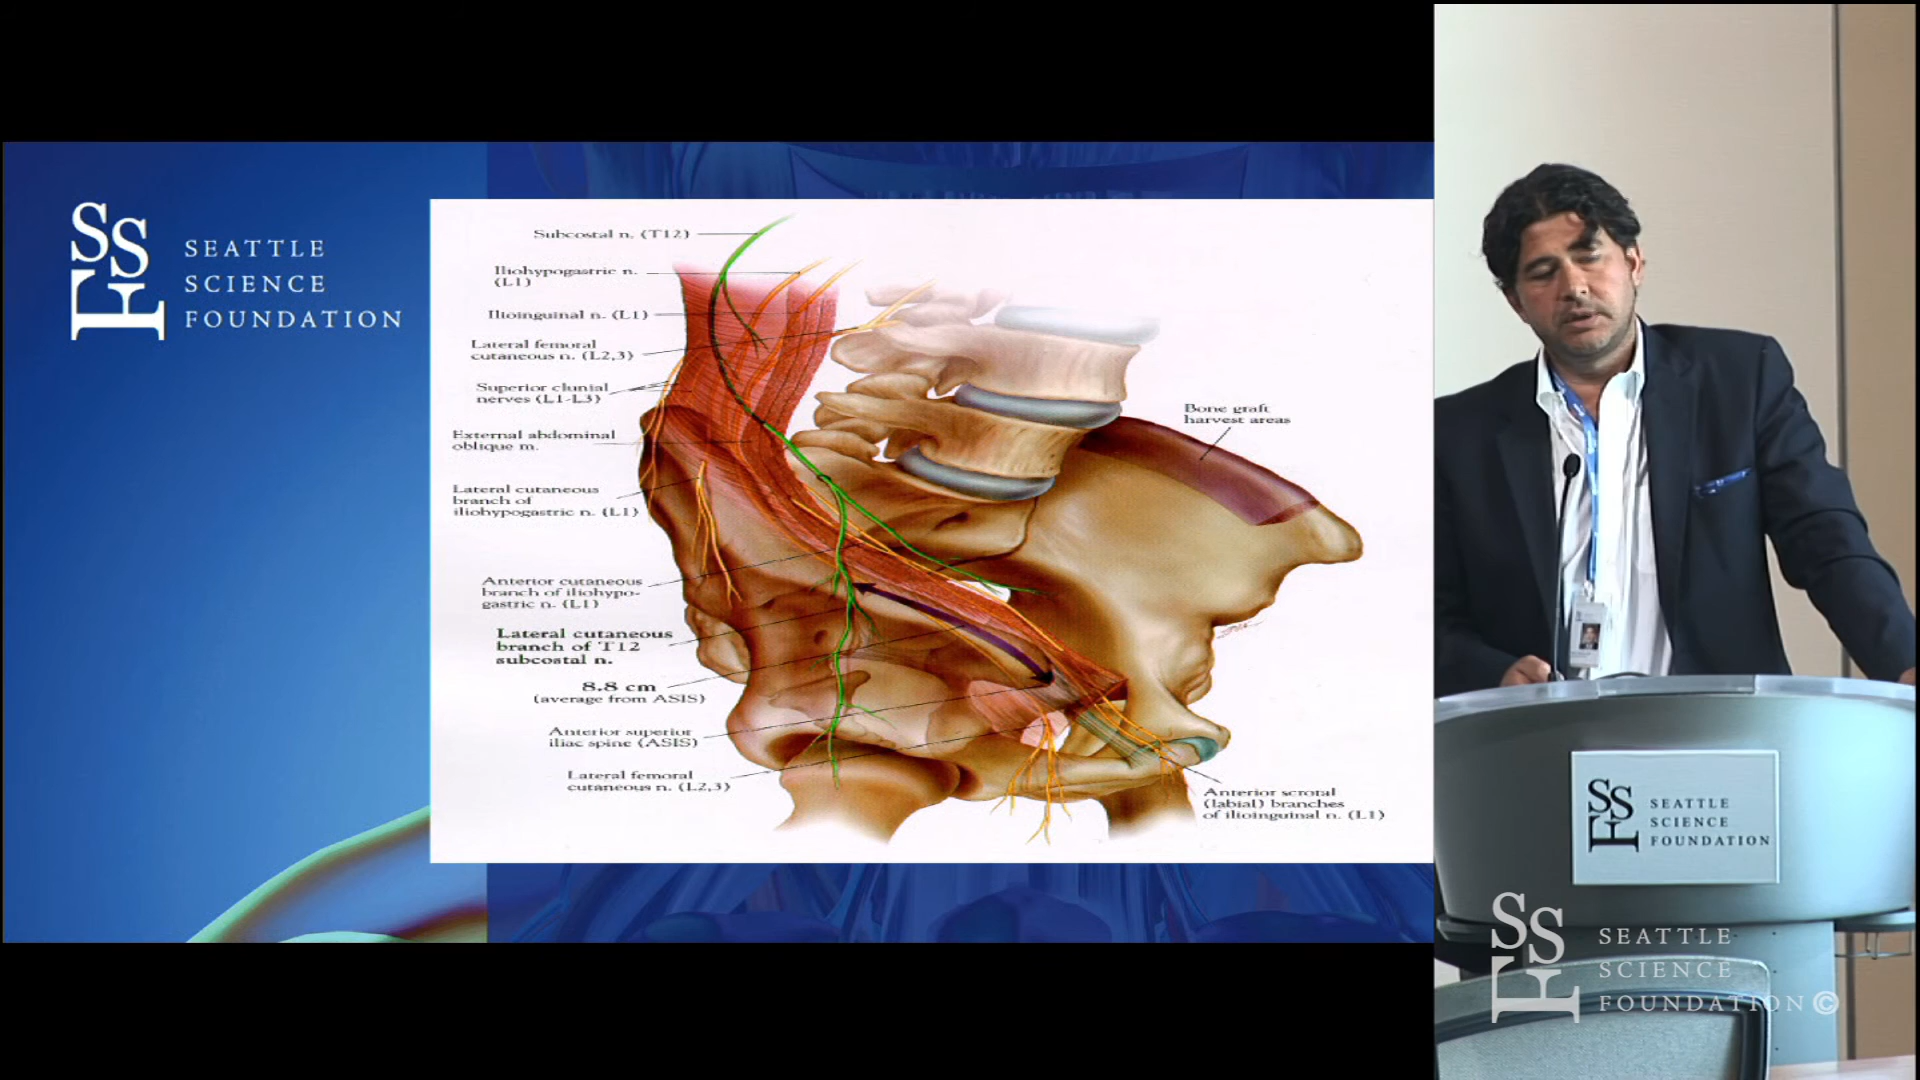 SEATTLE
SCIENCE
FOUNDATION
Subcostal n. (T12)
Iliohypogastric n.
(L1)
Ilioinguinal n. (L1)
Lateral femoral
cutaneous n. (L2,3)
Superior clunial
nerves (L1-L3)
External abdominal
oblique m.
Lateral cutaneous
branch of
iliohypogastric n. (L1)
Anterior cutaneous
branch of iliohypo-
gastric n. (L1)
Lateral cutaneous
branch of T12
subcostal n.
8.8 cm
(average from ASIS)
Anterior superior
iliac spine (ASIS)
Lateral femoral
cutaneous n. (L2,3)
Bone graft
harvest areas
Anterior scrotal
(labial) branches
of ilioinguinal n. (L1)
SEATTLE
SCIENCE
FOUNDATION
SEATTLE
SCIENCE
FOUNDATION ©